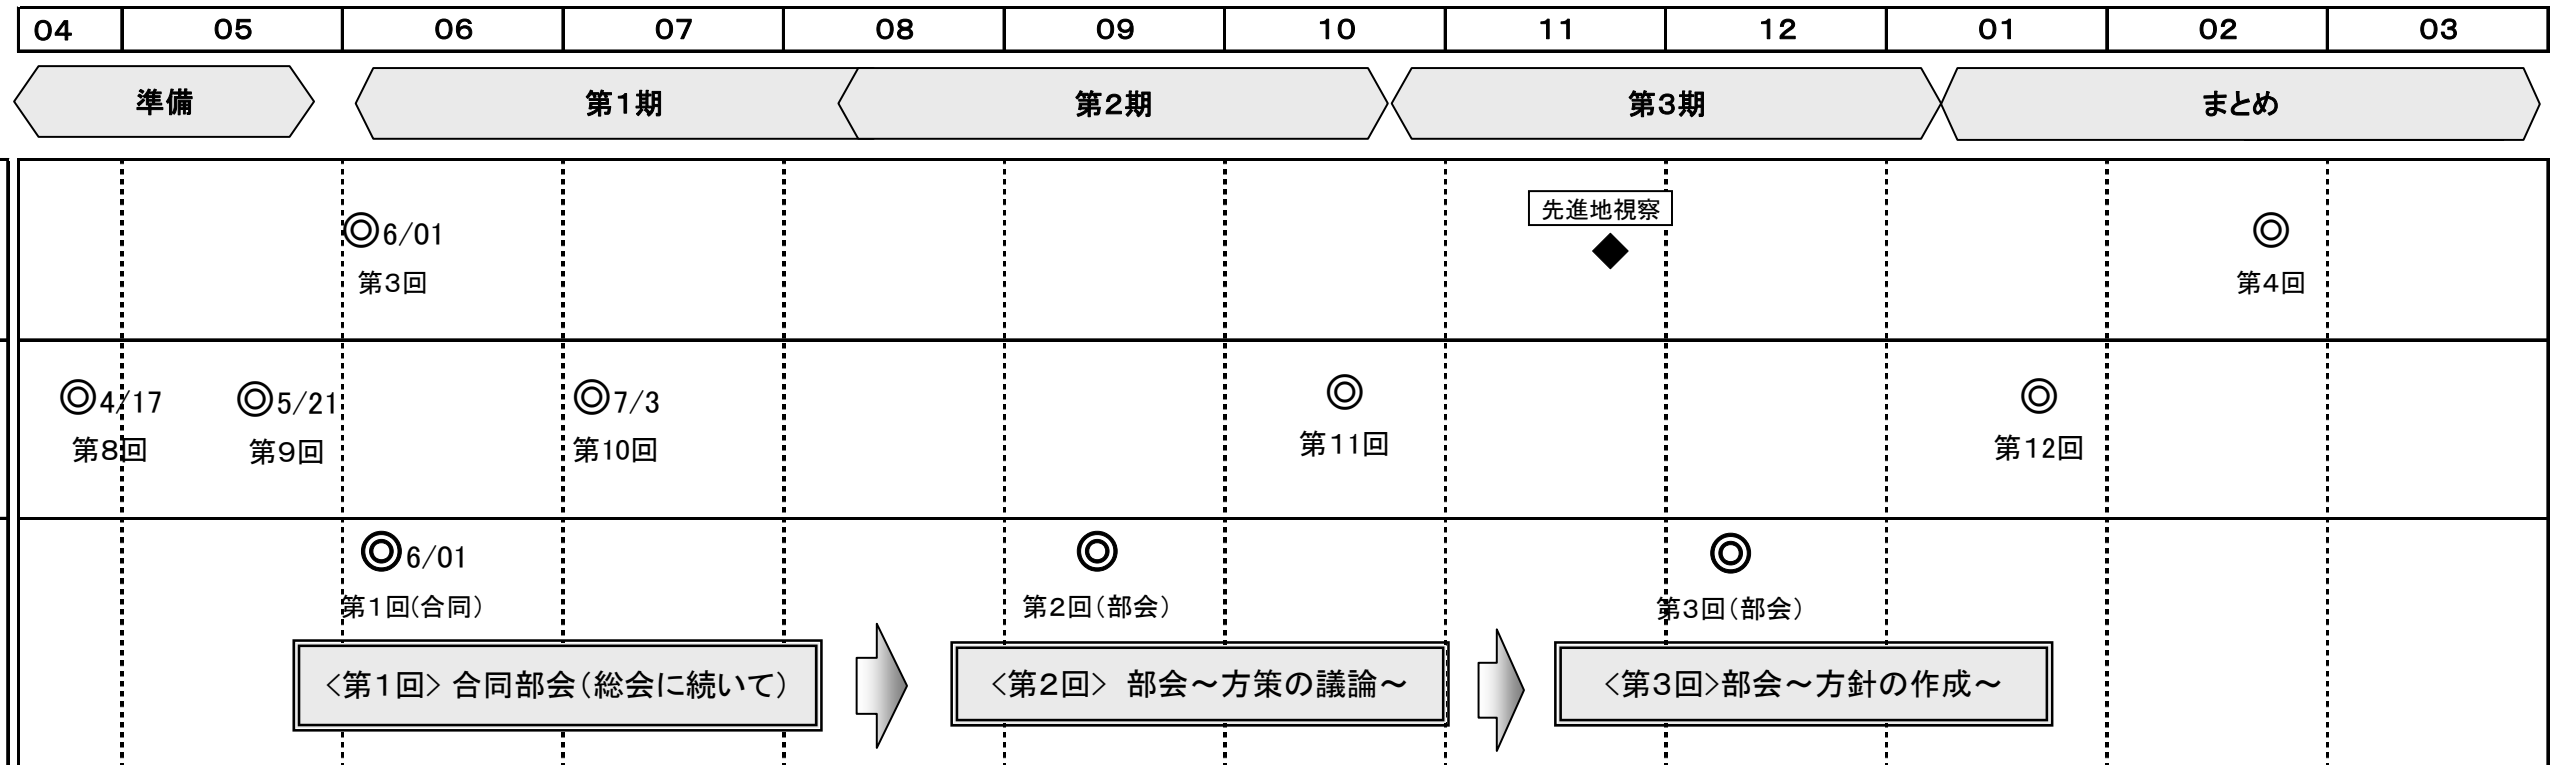 04 05 06 07 08 09 10 11 12 01 02 03
準備 第1期 第2期 第3期 まとめ
先進地視察
◎6/01 ◆ ◎
第3回 第4回
◎4/17 ◎5/21 ◎7/3 ◎ ◎
第8回 第9回 第10回 第11回 第12回
◎6/01 ◎ ◎
第1回(合同) 第2回(部会) 第3回(部会)
<第1回> 合同部会(総会に続いて) <第2回> 部会～方策の議論～ <第3回>部会～方針の作成～